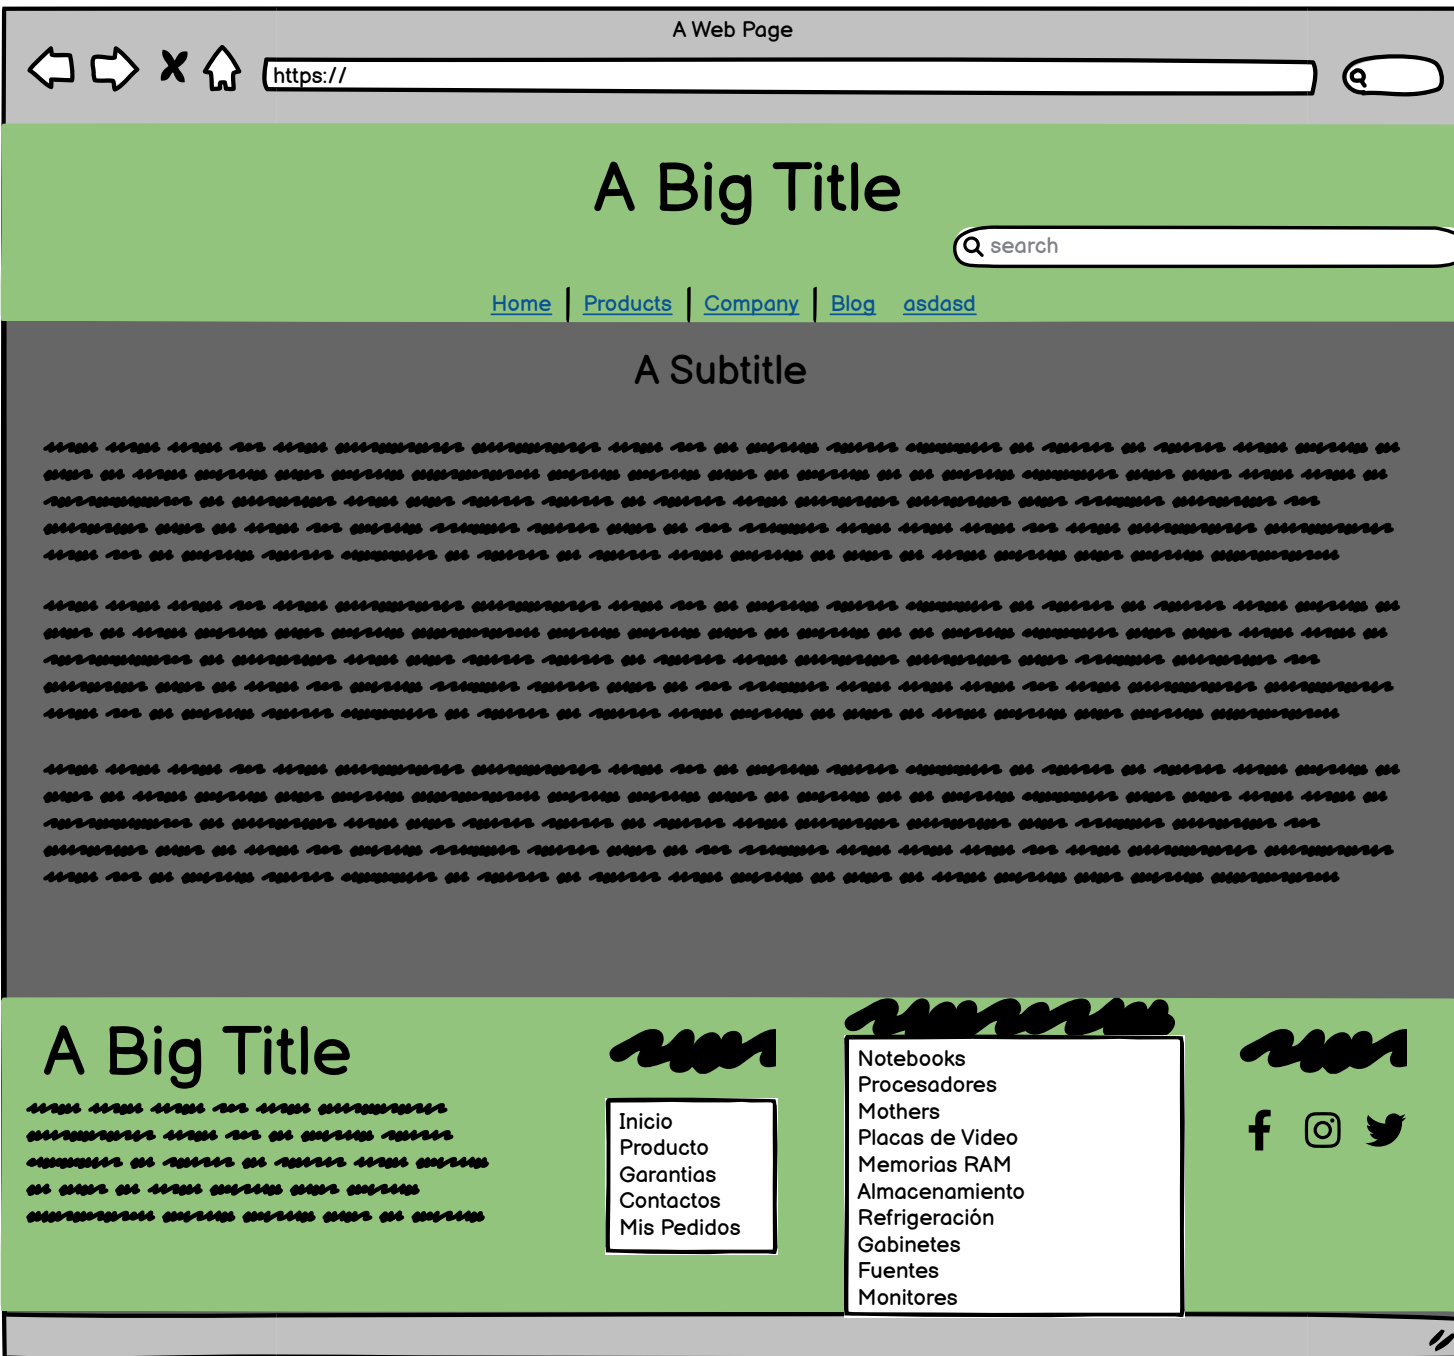 A Web Page
https://
A Big Title
search
Home Products Company Blog asdasd
A Subtitle
A Big Title
Inicio
Producto
Garantias
Contactos
Mis Pedidos
Notebooks
Procesadores
Mothers
Placas de Video
Memorias RAM
Almacenamiento
Refrigeración
Gabinetes
Fuentes
Monitores